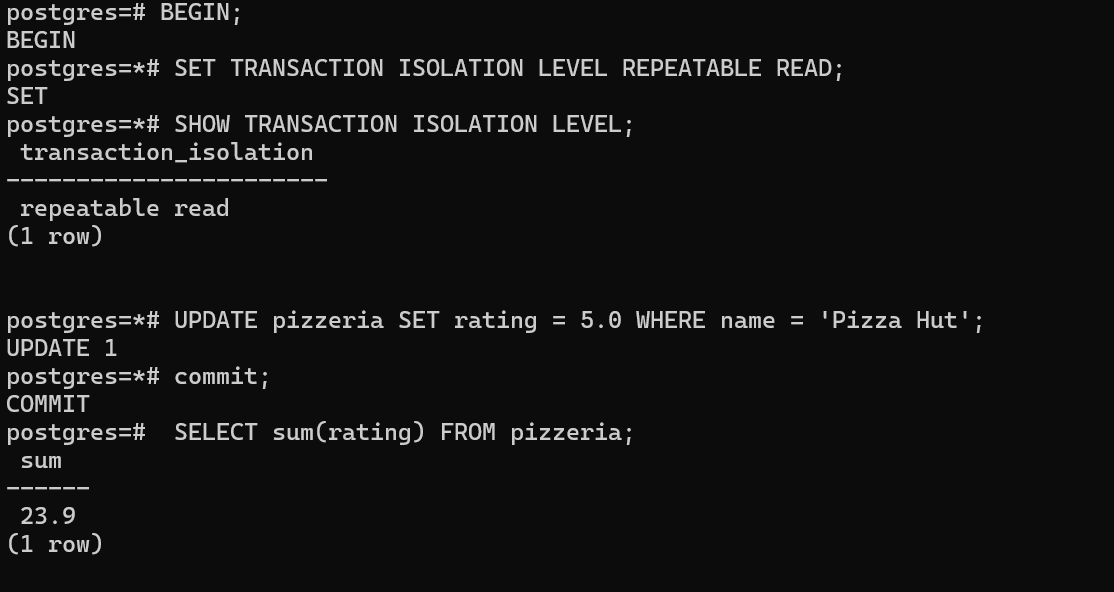 postgres=# BEGIN;
BEGIN
postgres=*# SET TRANSACTION ISOLATION LEVEL REPEATABLE READ;
SET
postgres=*# SHOW TRANSACTION ISOLATION LEVEL;
 transaction_isolation
-----------------------
 repeatable read
(1 row)
postgres=*# UPDATE pizzeria SET rating = 5.0 WHERE name = 'Pizza Hut';
UPDATE 1
postgres=*# commit;
COMMIT
postgres=#  SELECT sum(rating) FROM pizzeria;
 sum
------
 23.9
(1 row)